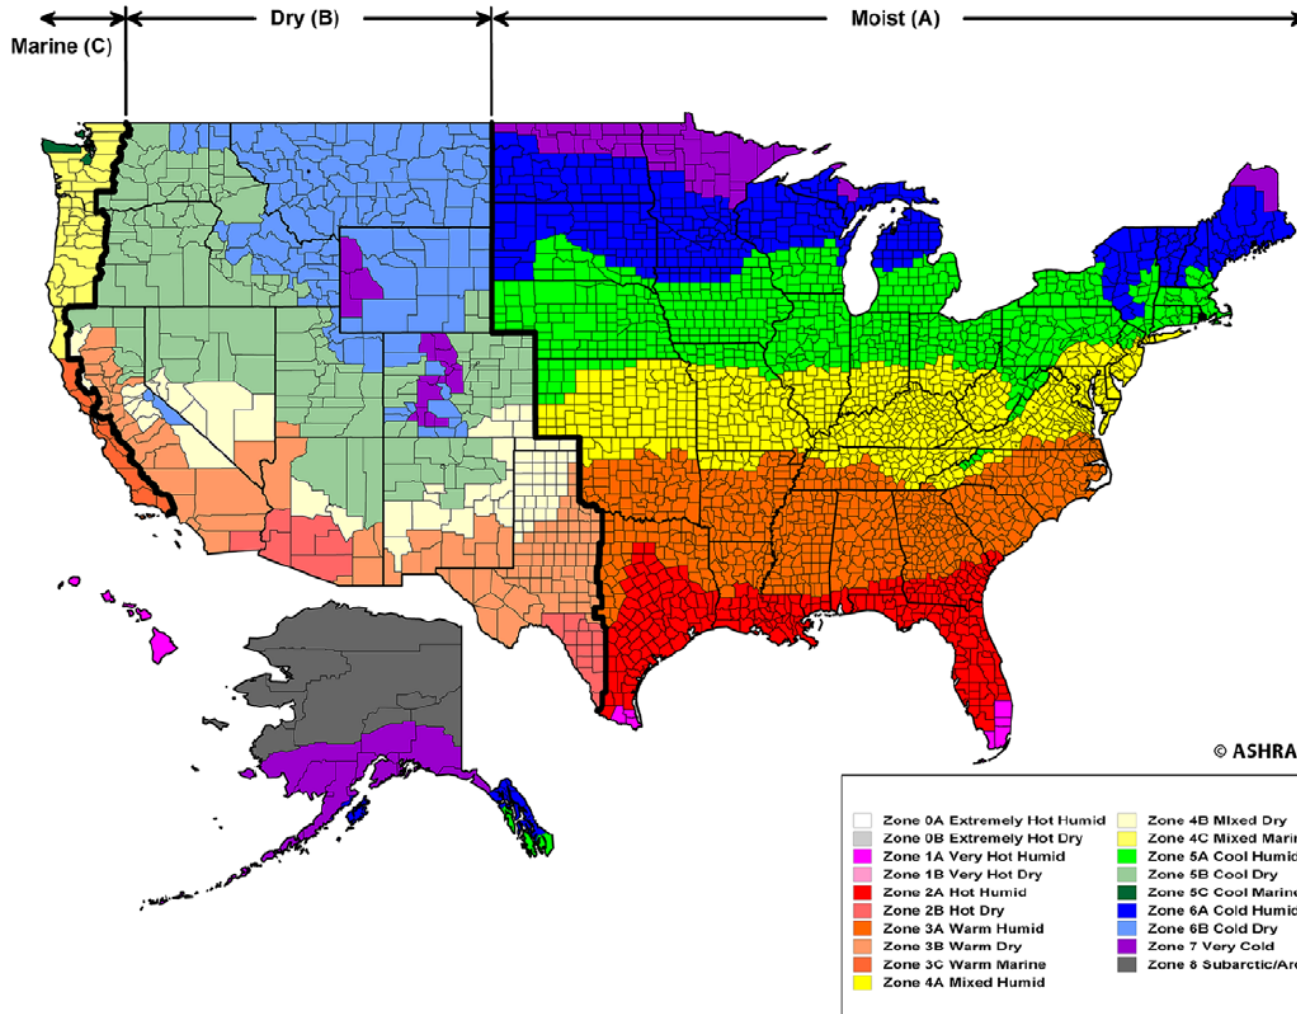 Dry (B)
Moist (A)
Marine (C)
© ASHRA
Zone 0A Extremely Hot Humid
Zone 0B Extremely Hot Dry
Zone 1A Very Hot Humid
Zone 1B Very Hot Dry
Zone 2A Hot Humid
Zone 2B Hot Dry
Zone 3A Warm Humid
Zone 3B Warm Dry
Zone 3C Warm Marine
Zone 4A Mixed Humid
Zone 4B Mixed Dry
Zone 4C Mixed Marin
Zone 5A Cool Humid
Zone 5B Cool Dry
Zone 5C Cool Marine
Zone 6A Cold Humid
Zone 6B Cold Dry
Zone 7 Very Cold
Zone 8 Subarctic/Arc